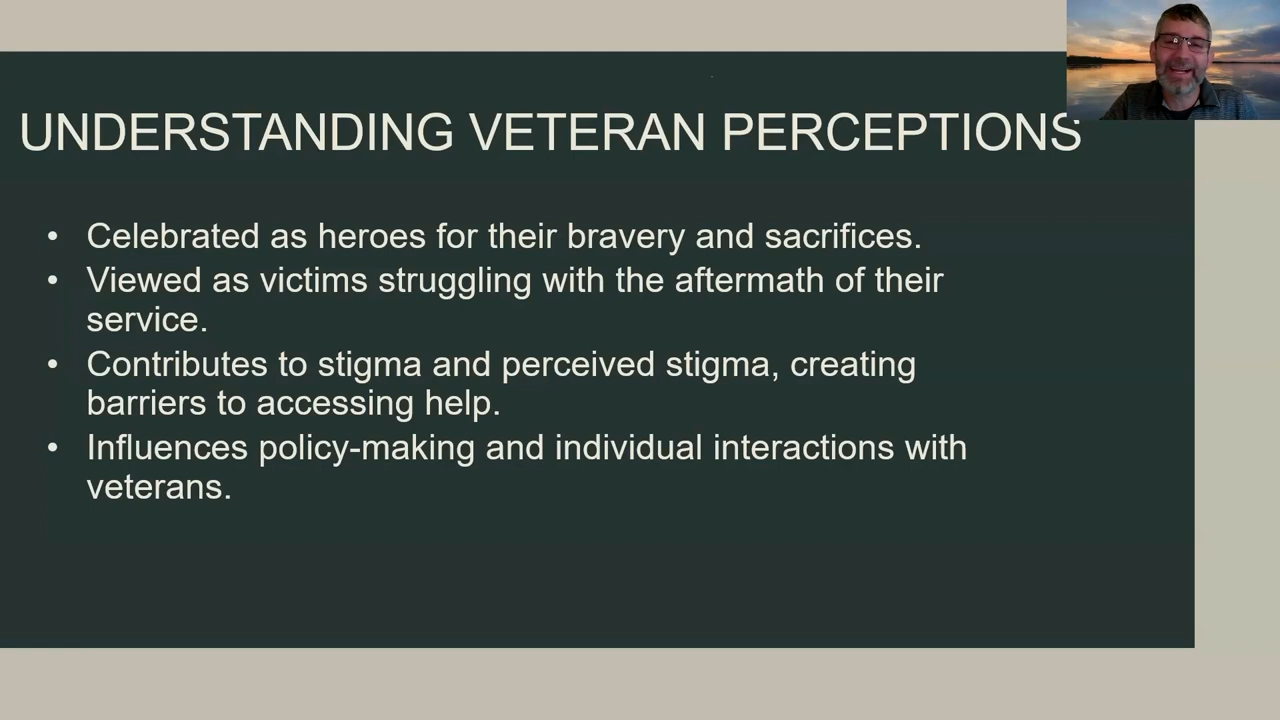 UNDERSTANDING VETERAN PERCEPTIONS
• Celebrated as heroes for their bravery and sacrifices.
• Viewed as victims struggling with the aftermath of their
service.
• Contributes to stigma and perceived stigma, creating
barriers to accessing help.
• Influences policy-making and individual interactions with
veterans.